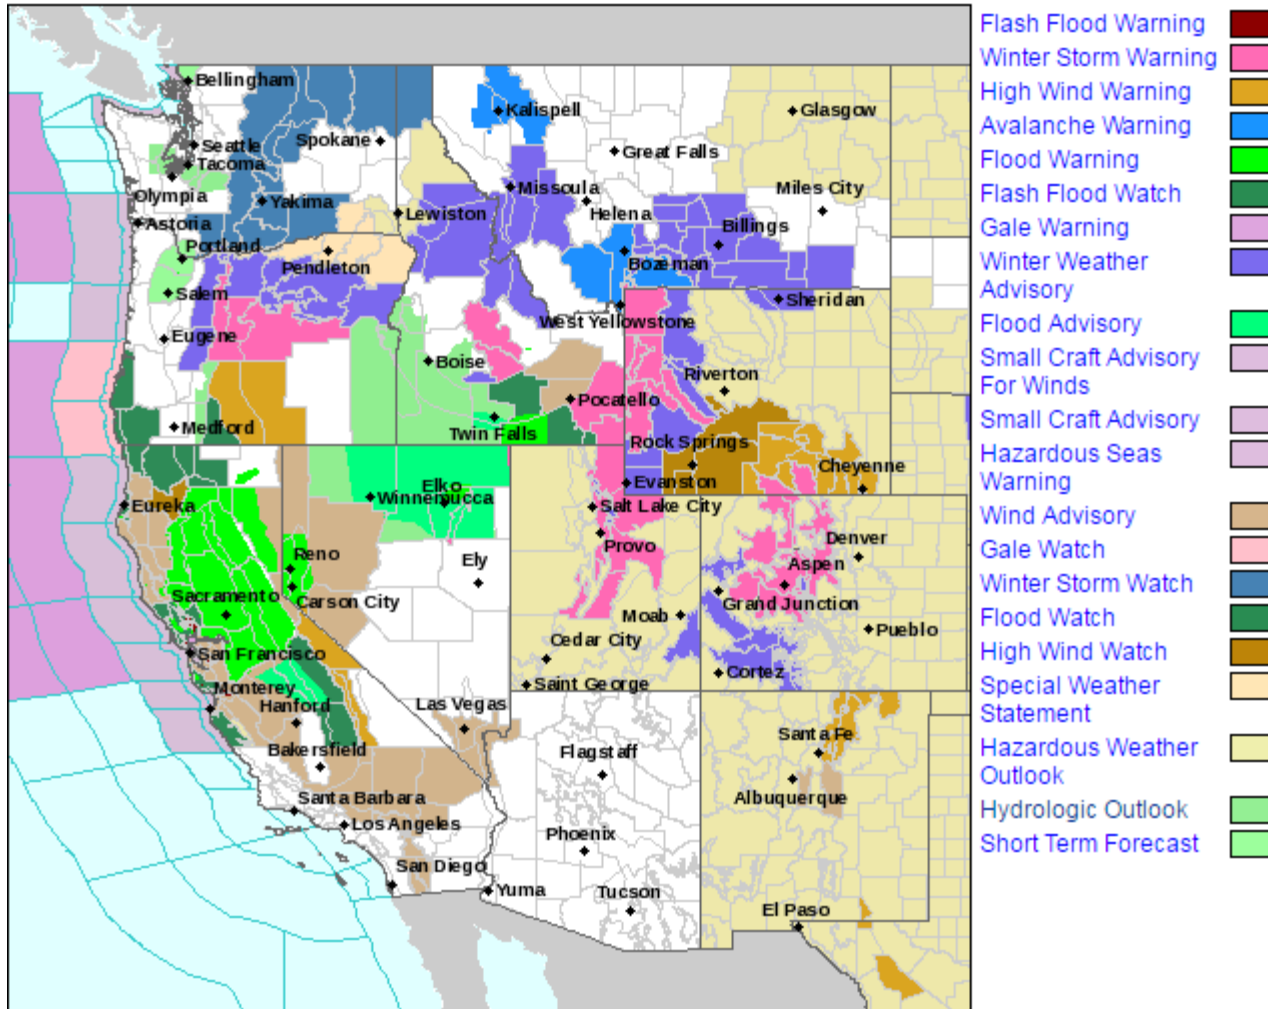 Bellingham
Seattle
Tacoma
Olympia
Astoria
Portland
Salem
Eugene
Medford
Spokane
Yakima
Pendleton
Lewiston
Kalispell
Great Falls
Glasgow
Missoula
Helena
Miles City
Billings
Bozeman
West Yellowstone
Sheridan
Boise
Twin Falls
Pocatello
Riverton
Rock Springs
Cheyenne
Evanston
Eureka
Winnemucca
Elko
Reno
Carson City
Ely
Sacramento
San Francisco
Monterey
Hanford
Bakersfield
Las Vegas
Santa Barbara
Los Angeles
San Diego
Yuma
Salt Lake City
Provo
Moab
Cedar City
Saint George
Denver
Aspen
Grand Junction
Pueblo
Cortez
Flagstaff
Phoenix
Tucson
Santa Fe
Albuquerque
El Paso
Flash Flood Warning
Winter Storm Warning
High Wind Warning
Avalanche Warning
Flood Warning
Flash Flood Watch
Gale Warning
Winter Weather
Advisory
Flood Advisory
Small Craft Advisory
For Winds
Small Craft Advisory
Hazardous Seas
Warning
Wind Advisory
Gale Watch
Winter Storm Watch
Flood Watch
High Wind Watch
Special Weather
Statement
Hazardous Weather
Outlook
Hydrologic Outlook
Short Term Forecast